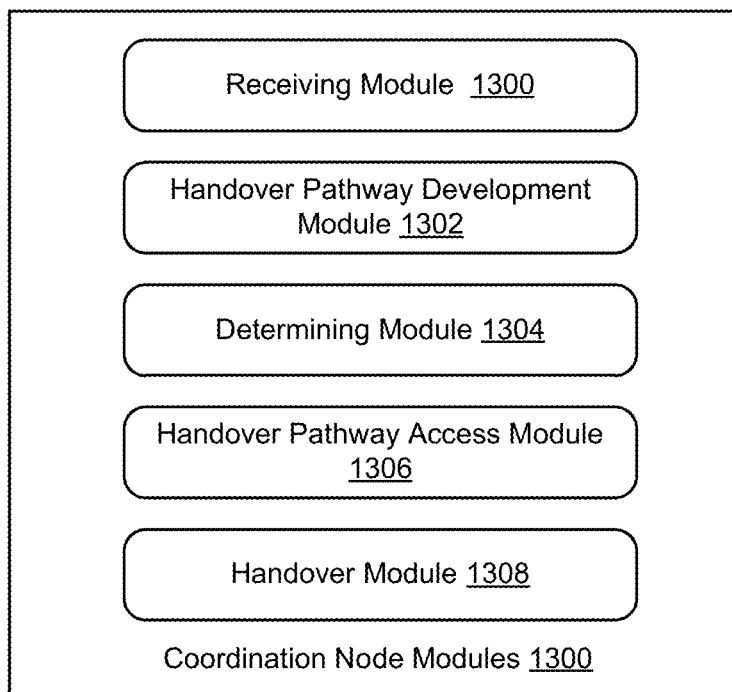 Receiving Module 1300
Handover Pathway Development
Module 1302
Determining Module 1304
Handover Pathway Access Module
1306
Handover Module 1308
Coordination Node Modules 1300